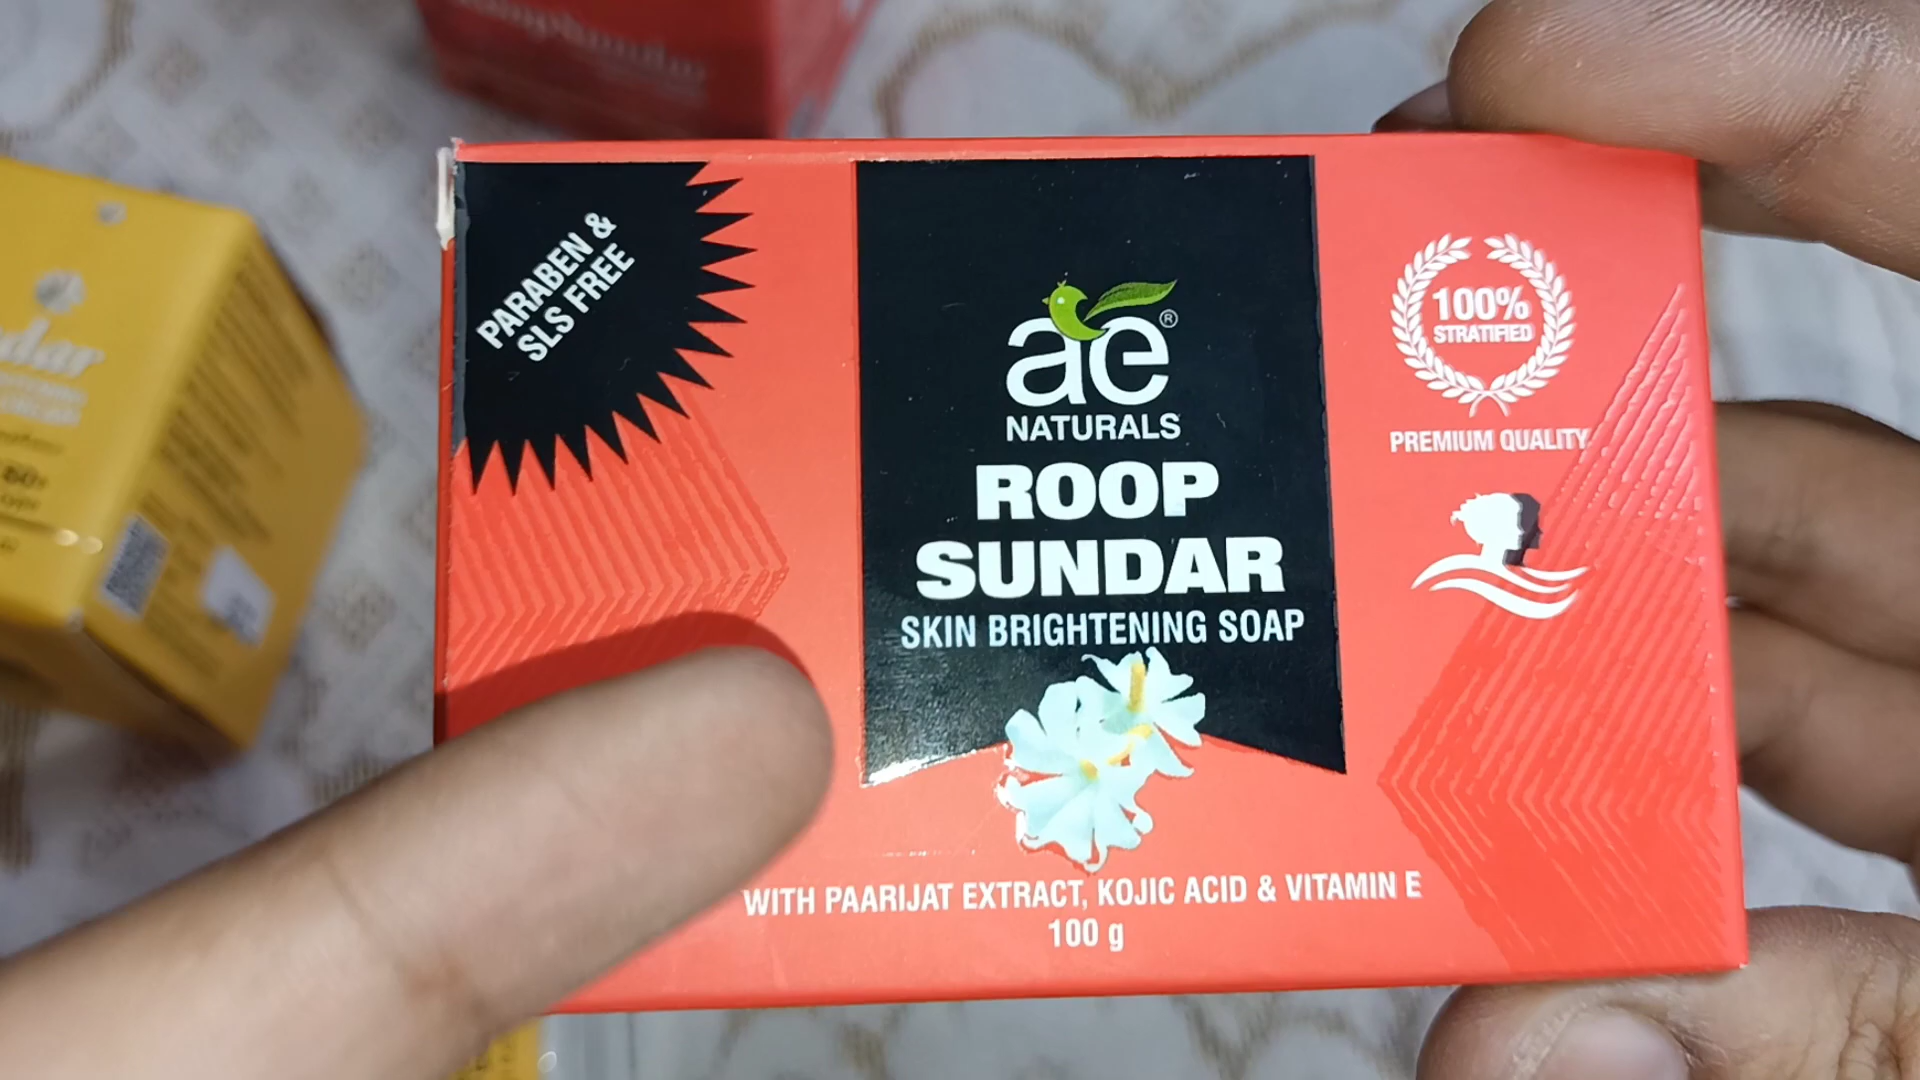 PARABEN &
SLS FREE
ae®
NATURALS
ROOP
SUNDAR
SKIN BRIGHTENING SOAP
100%
STRATIFIED
PREMIUM QUALITY
WITH PAARIJAT EXTRACT, KOJIC ACID & VITAMIN E
100 g